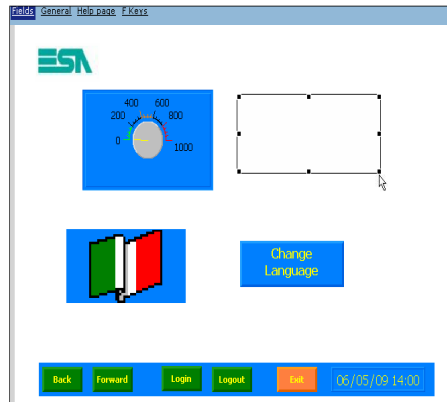 Fields General Help page F Keys
ESA
400 600
200 800
0 1000
Change
Language
Back Forward Login Logout Exit 06/05/09 14:00